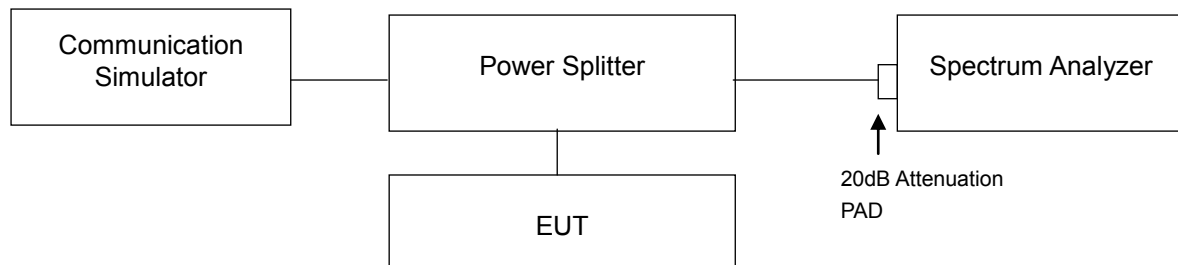 Communication
Simulator
Power Splitter
Spectrum Analyzer
20dB Attenuation
PAD
EUT